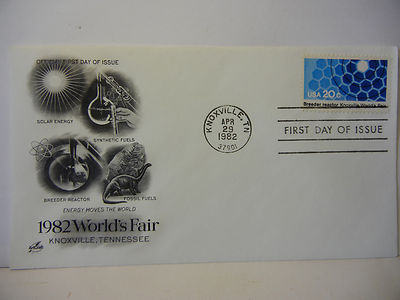 OFFICIAL FIRST DAY OF ISSUE
SOLAR ENERGY
SYNTHETIC FUELS
BREEDER REACTOR
FOSSIL FUELS
ENERGY MOVES THE WORLD
1982 World's Fair
KNOXVILLE, TENNESSEE
KNOXVILLE, TN
APR
29
1982
37901
USA 20c
Breeder reactor Knoxville World's Fair
FIRST DAY OF ISSUE